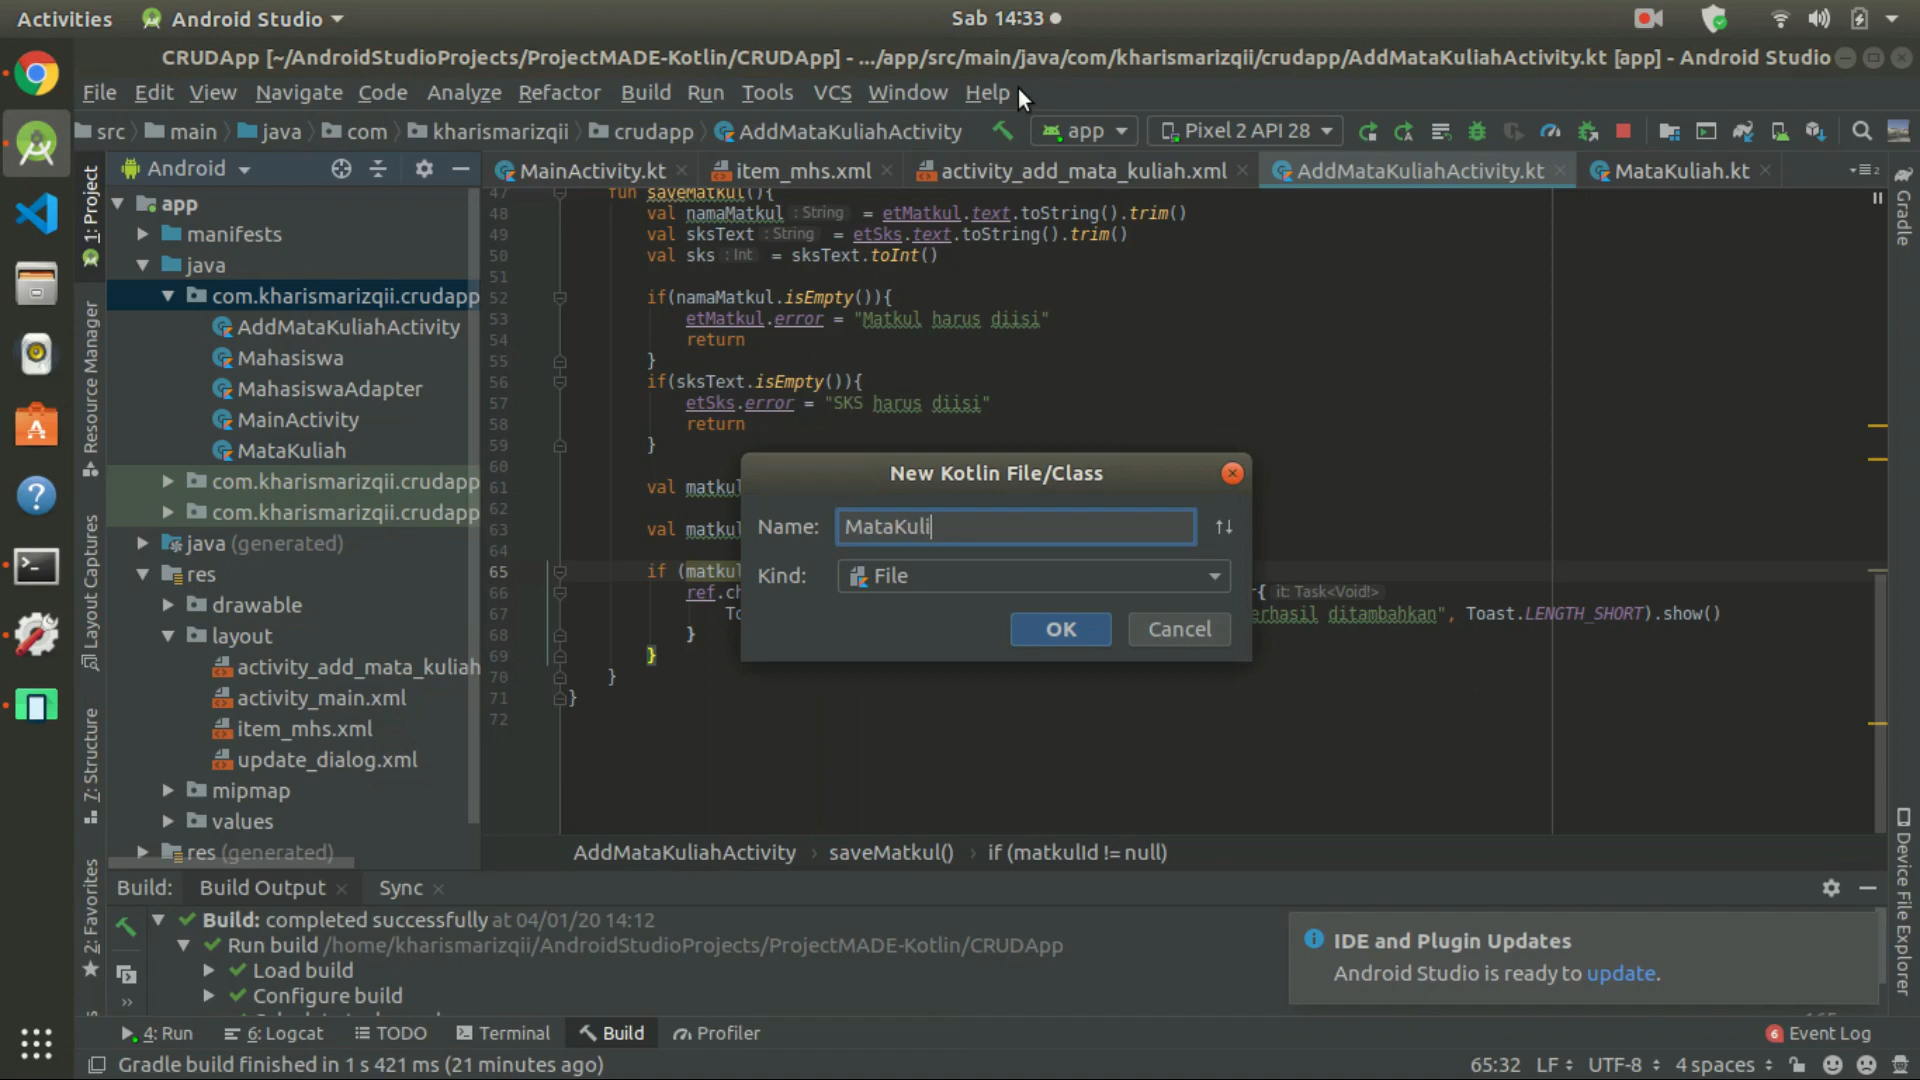 Activities
Android Studio
Sab 14:33
CRUDApp [~/AndroidStudioProjects/ProjectMADE-Kotlin/CRUDApp] - .../app/src/main/java/com/kharismarizqii/crudapp/AddMataKuliahActivity.kt [app] - Android Studio
File Edit View Navigate Code Analyze Refactor Build Run Tools VCS Window Help
src main java com kharismarizqii crudapp AddMataKuliahActivity app Pixel 2 API 28
Android
MainActivity.kt item_mhs.xml activity_add_mata_kuliah.xml AddMataKuliahActivity.kt MataKuliah.kt
1: Project
Resource Manager
Layout Captures
7: Structure
2: Favorites
app
manifests
java
com.kharismarizqii.crudapp
AddMataKuliahActivity
Mahasiswa
MahasiswaAdapter
MainActivity
MataKuliah
com.kharismarizqii.crudapp
com.kharismarizqii.crudapp
java (generated)
res
drawable
layout
activity_add_mata_kuliah
activity_main.xml
item_mhs.xml
update_dialog.xml
mipmap
values
res (generated)
47 fun saveMatkul(){
48 val namaMatkul : String = etMatkul.text.toString().trim()
49 val sksText : String = etSks.text.toString().trim()
50 val sks : Int = sksText.toInt()
51
52 if(namaMatkul.isEmpty()){
53 etMatkul.error = "Matkul harus diisi"
54 return
55 }
56 if(sksText.isEmpty()){
57 etSks.error = "SKS harus diisi"
58 return
59 }
60
61 val matkul
62
63 val matkul
64
65 if (matkul
66 ref.ch r{ it: Task<Void!>
67 To erhasil ditambahkan", Toast.LENGTH_SHORT).show()
68 }
69 }
70 }
71 }
72
New Kotlin File/Class
Name: MataKuli
Kind: File
OK Cancel
Gradle
Device File Explorer
AddMataKuliahActivity › saveMatkul() › if (matkulId != null)
Build: Build Output Sync
Build: completed successfully at 04/01/20 14:12
Run build /home/kharismarizqii/AndroidStudioProjects/ProjectMADE-Kotlin/CRUDApp
Load build
Configure build
IDE and Plugin Updates
Android Studio is ready to update.
4: Run 6: Logcat TODO Terminal Build Profiler
6 Event Log
Gradle build finished in 1 s 421 ms (21 minutes ago)
65:32 LF UTF-8 4 spaces